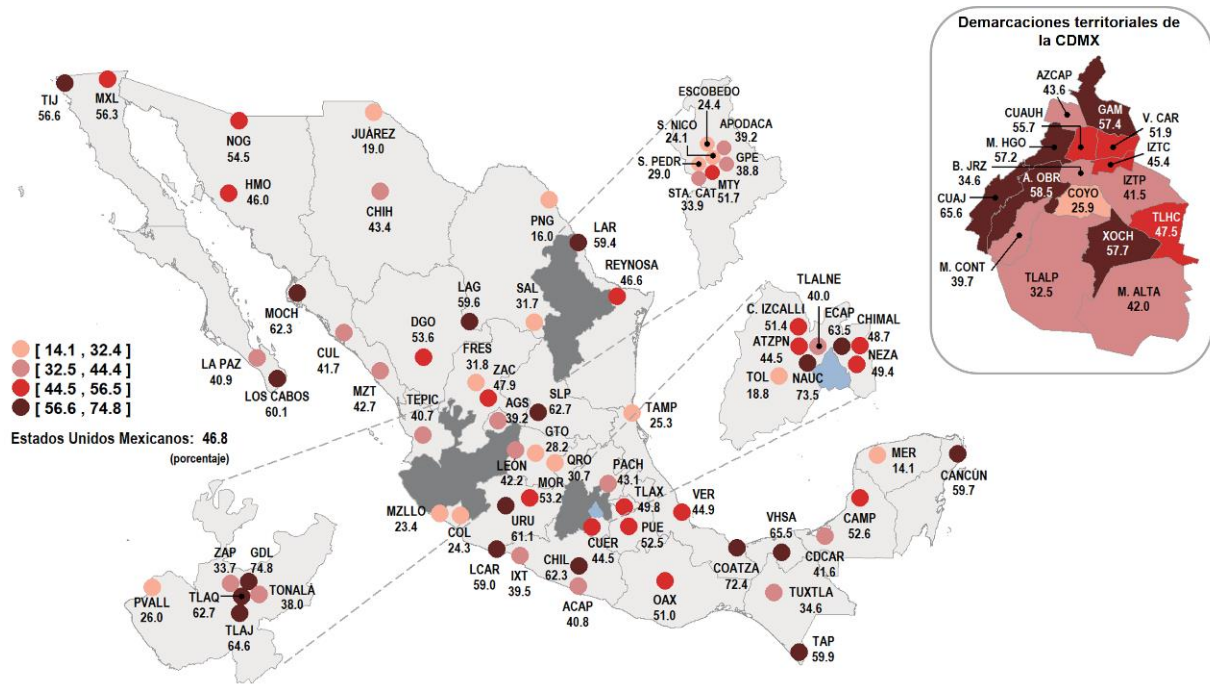 Demarcaciones territoriales de
la CDMX
AZCAP
43.6
GAM
57.4
CUAUH
55.7
V. CAR
51.9
M. HGO
57.2
IZTC
45.4
B. JRZ
34.6
A. OBR
58.5
IZTP
41.5
CUAJ
65.6
COYO
25.9
TLHC
47.5
XOCH
57.7
M. CONT
39.7
TLALP
32.5
M. ALTA
42.0
TIJ
56.6
MXL
56.3
NOG
54.5
HMO
46.0
JUÁREZ
19.0
CHIH
43.4
ESCOBEDO
24.4
S. NICO
24.1
APODACA
39.2
S. PEDR
29.0
GPE
38.8
STA. CAT
33.9
MTY
51.7
PNG
16.0
LAR
59.4
REYNOSA
46.6
SAL
31.7
LAG
59.6
MOCH
62.3
DGO
53.6
CUL
41.7
LA PAZ
40.9
LOS CABOS
60.1
MZT
42.7
FRES
31.8
ZAC
47.9
TEPIC
40.7
AGS
39.2
SLP
62.7
TAMP
25.3
GTO
28.2
LEÓN
42.2
QRO
30.7
PACH
43.1
MOR
53.2
TLAX
49.8
VER
44.9
MZLLO
23.4
COL
24.3
URU
61.1
CUER
44.5
PUE
52.5
LCAR
59.0
IXT
39.5
CHIL
62.3
ACAP
40.8
OAX
51.0
COATZA
72.4
VHSA
65.5
CDCAR
41.6
TUXTLA
34.6
TAP
59.9
CAMP
52.6
MER
14.1
CANCÚN
59.7
TLALNE
40.0
C. IZCALLI
51.4
ECAP
63.5
CHIMAL
48.7
ATZPN
44.5
NEZA
49.4
TOL
18.8
NAUC
73.5
[ 14.1 , 32.4 ]
[ 32.5 , 44.4 ]
[ 44.5 , 56.5 ]
[ 56.6 , 74.8 ]
Estados Unidos Mexicanos: 46.8
(porcentaje)
ZAP
33.7
GDL
74.8
PVALL
26.0
TLAQ
62.7
TONALÁ
38.0
TLAJ
64.6